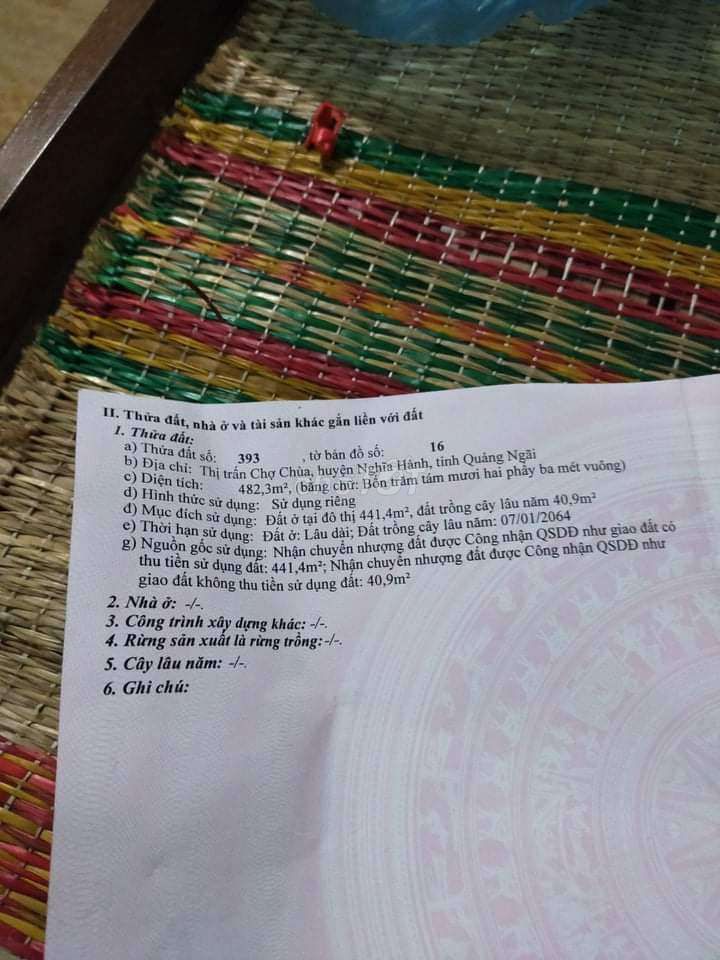 II. Thửa đất, nhà ở và tài sản khác gắn liền với đất
1. Thửa đất:
a) Thửa đất số: 393 , tờ bản đồ số: 16
b) Địa chỉ: Thị trấn Chợ Chùa, huyện Nghĩa Hành, tỉnh Quảng Ngãi
c) Diện tích: 482,3m², (bằng chữ: Bốn trăm tám mươi hai phẩy ba mét vuông)
d) Hình thức sử dụng: Sử dụng riêng
đ) Mục đích sử dụng: Đất ở tại đô thị 441,4m², đất trồng cây lâu năm 40,9m²
e) Thời hạn sử dụng: Đất ở: Lâu dài; Đất trồng cây lâu năm: 07/01/2064
g) Nguồn gốc sử dụng: Nhận chuyển nhượng đất được Công nhận QSDĐ như giao đất có
thu tiền sử dụng đất: 441,4m²; Nhận chuyển nhượng đất được Công nhận QSDĐ như
giao đất không thu tiền sử dụng đất: 40,9m²
2. Nhà ở: -/-.
3. Công trình xây dựng khác: -/-.
4. Rừng sản xuất là rừng trồng: -/-.
5. Cây lâu năm: -/-.
6. Ghi chú: